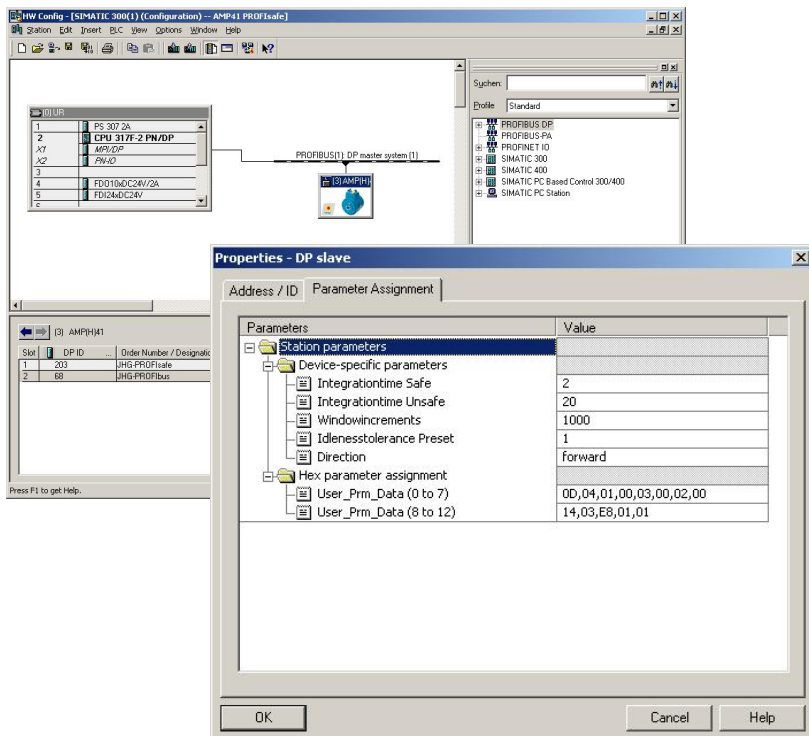 HW Config - [SIMATIC 300(1) (Configuration) -- AMP41 PROFIsafe]
Station Edit Insert PLC View Options Window Help
(0) UR
1 PS 307 2A
2 CPU 317F-2 PN/DP
X1 MPI/DP
X2 PN-IO
3
4 FDO10xDC24V/2A
5 FDI24xDC24V
PROFIBUS(1): DP master system (1)
(3) AMP(H)
Suchen:
Profile Standard
PROFIBUS DP
PROFIBUS-PA
PROFINET IO
SIMATIC 300
SIMATIC 400
SIMATIC PC Based Control 300/400
SIMATIC PC Station
(3) AMP(H)41
Slot DP ID ... Order Number / Designatio
1 203 JHG-PROFIsafe
2 68 JHG-PROFIbus
Press F1 to get Help.
Properties - DP slave
Address / ID Parameter Assignment
Parameters Value
Station parameters
Device-specific parameters
Integrationtime Safe 2
Integrationtime Unsafe 20
Windowincrements 1000
Idlenesstolerance Preset 1
Direction forward
Hex parameter assignment
User_Prm_Data (0 to 7) 0D,04,01,00,03,00,02,00
User_Prm_Data (8 to 12) 14,03,E8,01,01
OK Cancel Help